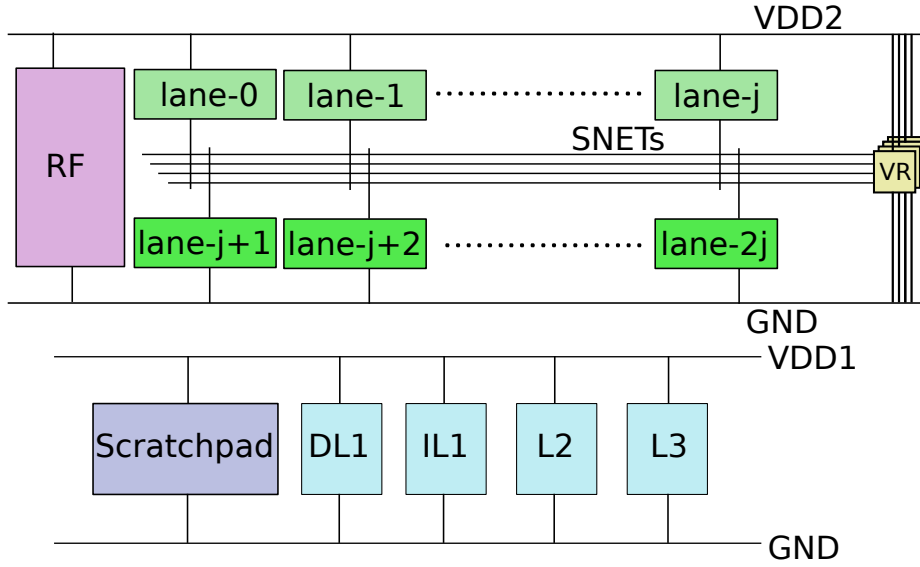 VDD2
lane-0 lane-1 lane-j
SNETs
RF
VR
lane-j+1 lane-j+2 lane-2j
GND
VDD1
Scratchpad DL1 IL1 L2 L3
GND